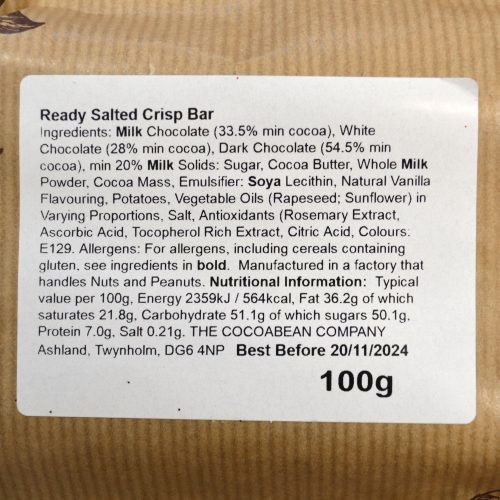 Ready Salted Crisp Bar
Ingredients: Milk Chocolate (33.5% min cocoa), White
Chocolate (28% min cocoa), Dark Chocolate (54.5% min
cocoa), min 20% Milk Solids: Sugar, Cocoa Butter, Whole Milk
Powder, Cocoa Mass, Emulsifier: Soya Lecithin, Natural Vanilla
Flavouring, Potatoes, Vegetable Oils (Rapeseed; Sunflower) in
Varying Proportions, Salt, Antioxidants (Rosemary Extract,
Ascorbic Acid, Tocopherol Rich Extract, Citric Acid, Colours.
E129. Allergens: For allergens, including cereals containing
gluten, see ingredients in bold. Manufactured in a factory that
handles Nuts and Peanuts. Nutritional Information: Typical
value per 100g, Energy 2359kJ / 564kcal, Fat 36.2g of which
saturates 21.8g, Carbohydrate 51.1g of which sugars 50.1g,
Protein 7.0g, Salt 0.21g. THE COCOABEAN COMPANY
Ashland, Twynholm, DG6 4NP Best Before 20/11/2024
100g